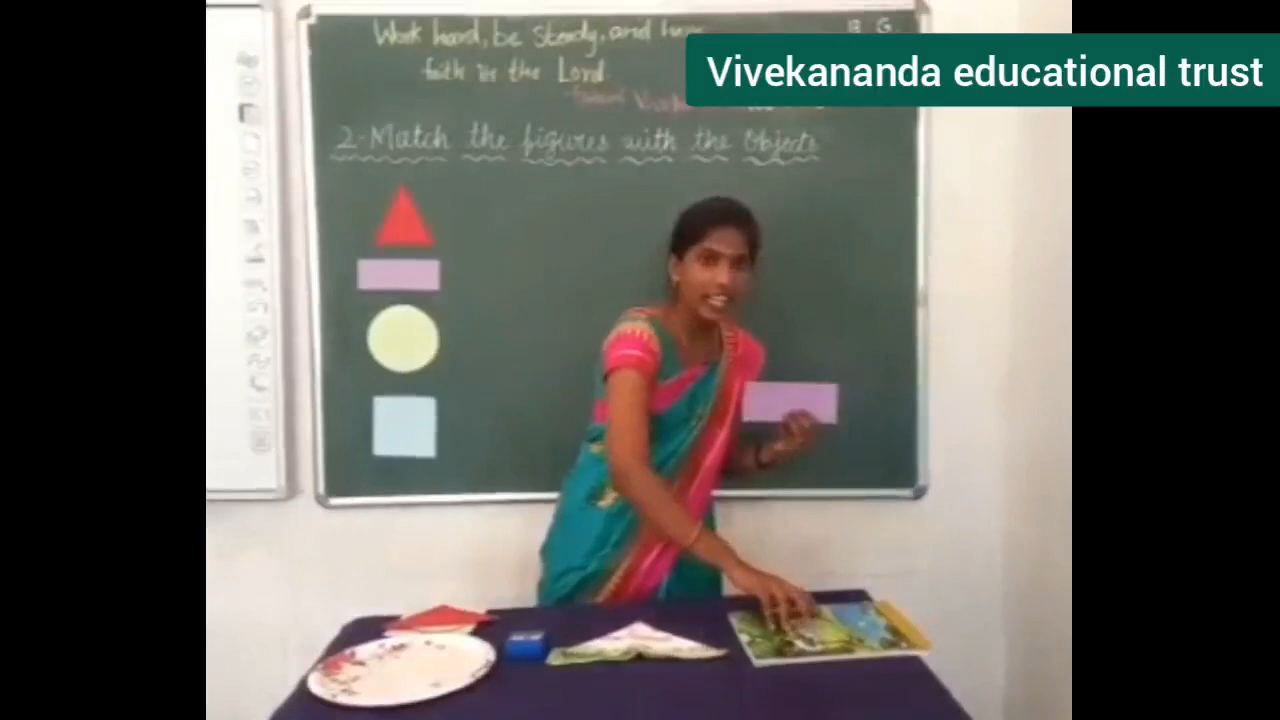 Work hard, be steady, and have
B G.
Vivekananda educational trust
faith in the Lord
2-Match the figures with the Objects